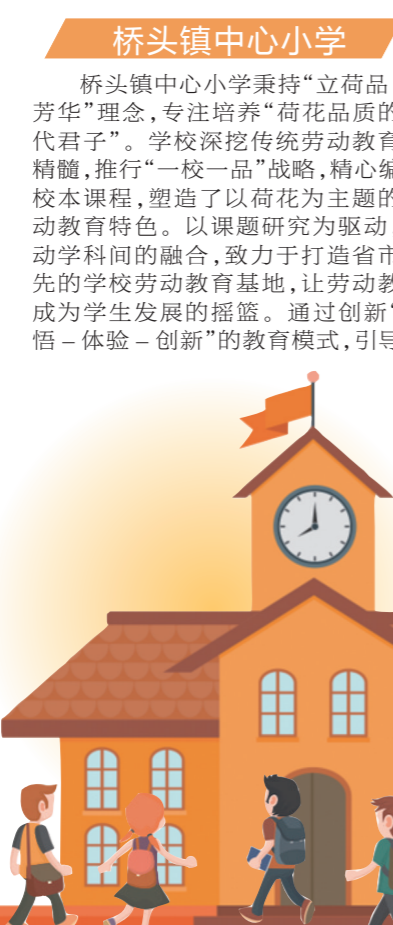 桥头镇中心小学
桥头镇中心小学秉持“立荷品
芳华”理念，专注培养“荷花品质的
代君子”。学校深挖传统劳动教育
精髓，推行“一校一品”战略，精心编
校本课程，塑造了以荷花为主题的
动教育特色。以课题研究为驱动
动学科间的融合，致力于打造省市
先的学校劳动教育基地，让劳动教
成为学生发展的摇篮。通过创新“
悟－体验－创新”的教育模式，引导